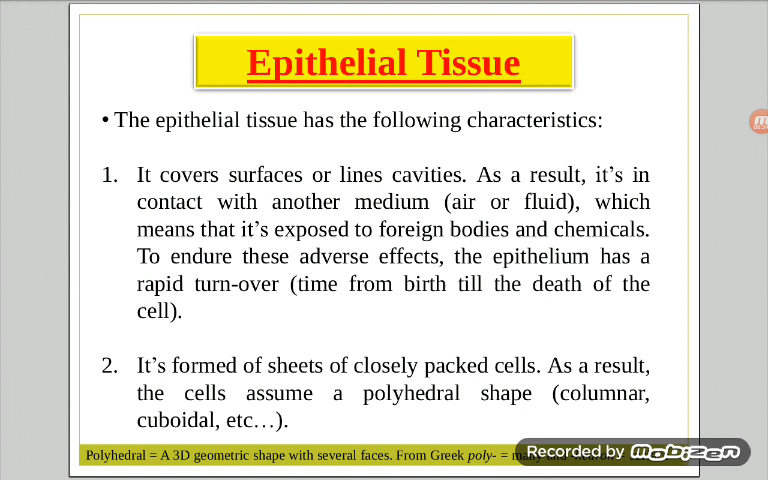 Epithelial Tissue
• The epithelial tissue has the following characteristics:
1. It covers surfaces or lines cavities. As a result, it’s in
contact with another medium (air or fluid), which
means that it’s exposed to foreign bodies and chemicals.
To endure these adverse effects, the epithelium has a
rapid turn-over (time from birth till the death of the
cell).
2. It’s formed of sheets of closely packed cells. As a result,
the cells assume a polyhedral shape (columnar,
cuboidal, etc…).
Polyhedral = A 3D geometric shape with several faces. From Greek poly- =
Recorded by mobizen